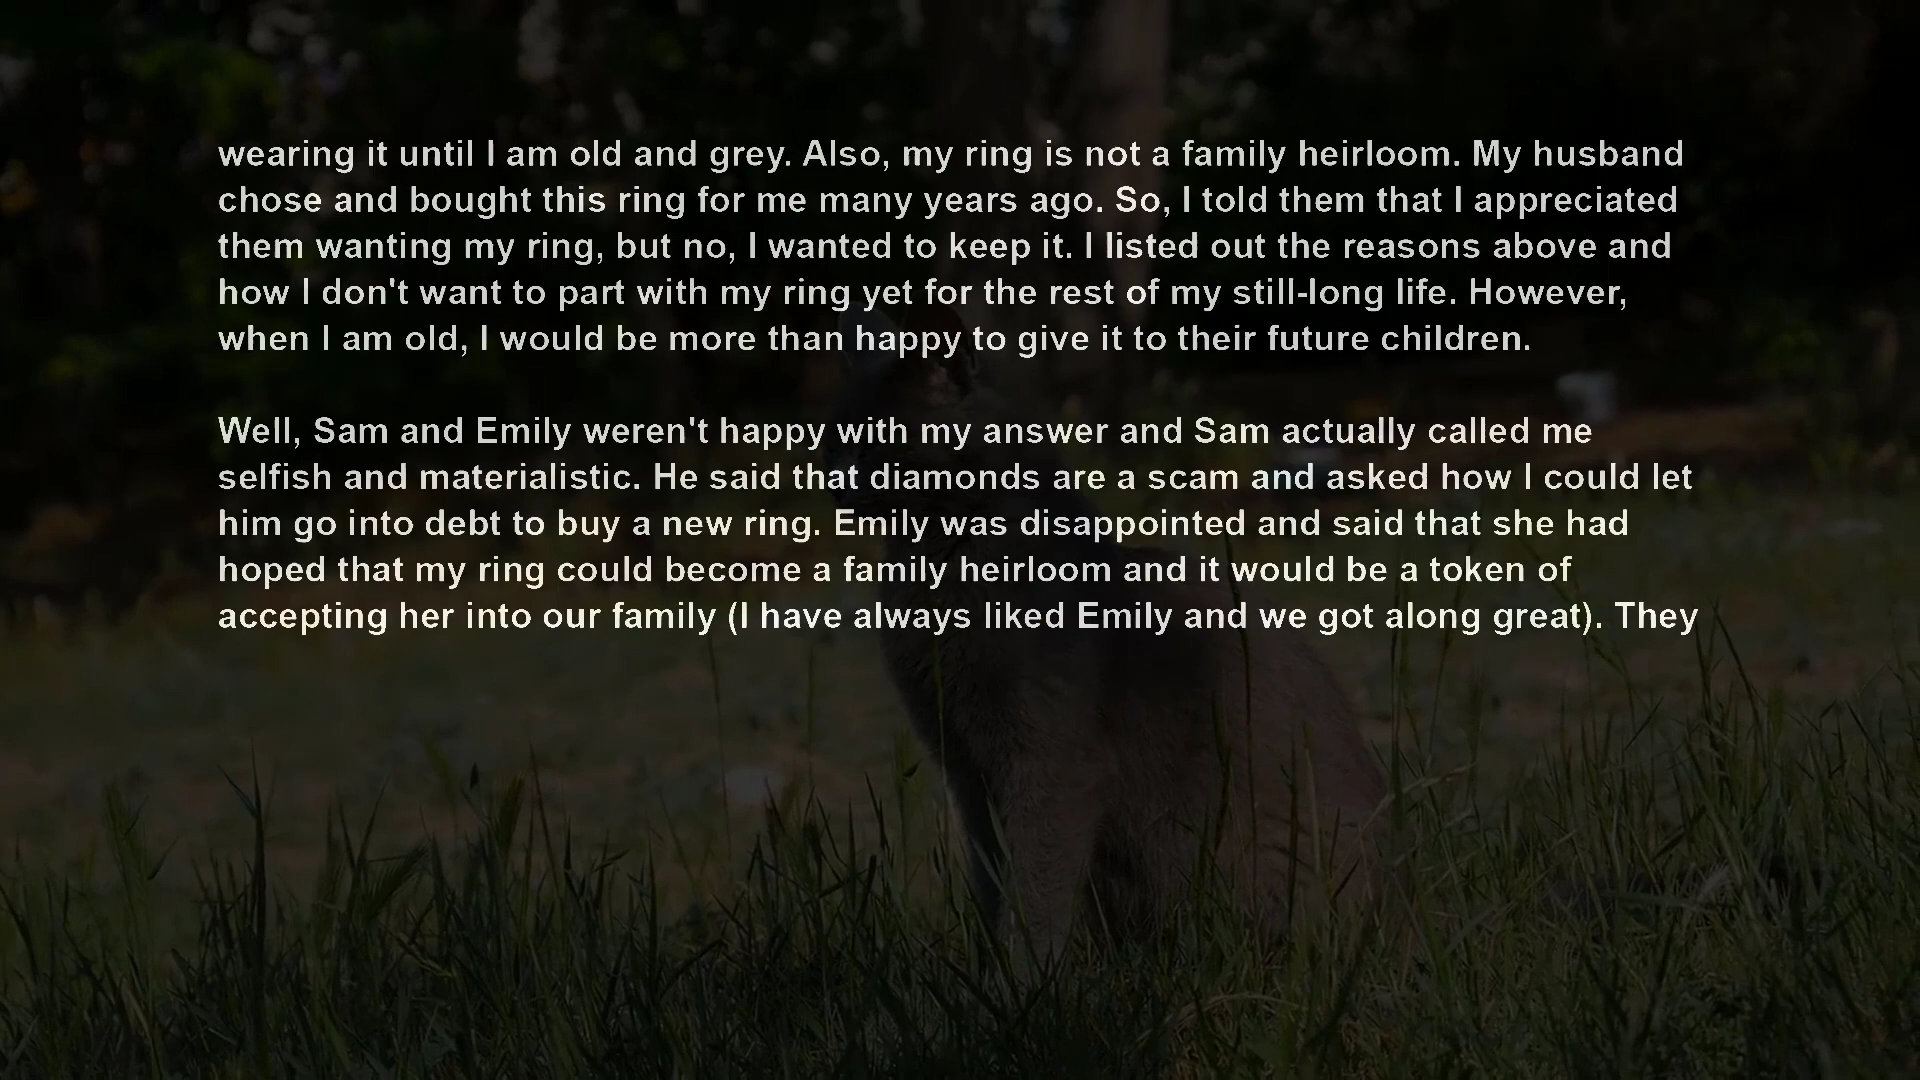 wearing it until I am old and grey. Also, my ring is not a family heirloom. My husband
chose and bought this ring for me many years ago. So, I told them that I appreciated
them wanting my ring, but no, I wanted to keep it. I listed out the reasons above and
how I don't want to part with my ring yet for the rest of my still-long life. However,
when I am old, I would be more than happy to give it to their future children.
Well, Sam and Emily weren't happy with my answer and Sam actually called me
selfish and materialistic. He said that diamonds are a scam and asked how I could let
him go into debt to buy a new ring. Emily was disappointed and said that she had
hoped that my ring could become a family heirloom and it would be a token of
accepting her into our family (I have always liked Emily and we got along great). They